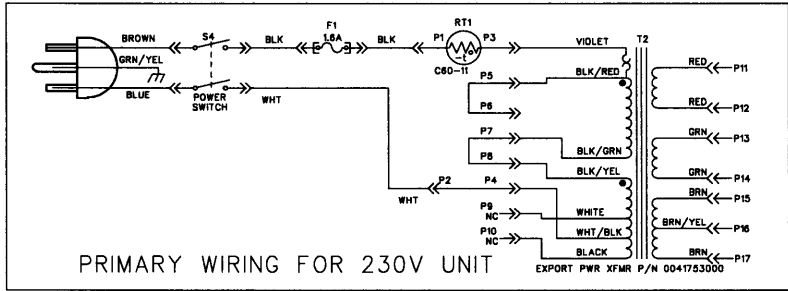 BROWN
S4
BLK
F1
1.6A
BLK
P1
RT1
-t
P3
C60-11
VIOLET
T2
GRN/YEL
BLUE
POWER
SWITCH
WHT
P5
BLK/RED
P6
P7
BLK/GRN
P8
BLK/YEL
WHT
P2
P4
P9
NC
WHITE
P10
NC
WHT/BLK
BLACK
RED
P11
RED
P12
GRN
P13
GRN
P14
BRN
P15
BRN/YEL
P16
BRN
P17
PRIMARY WIRING FOR 230V UNIT
EXPORT PWR XFMR P/N 0041753000